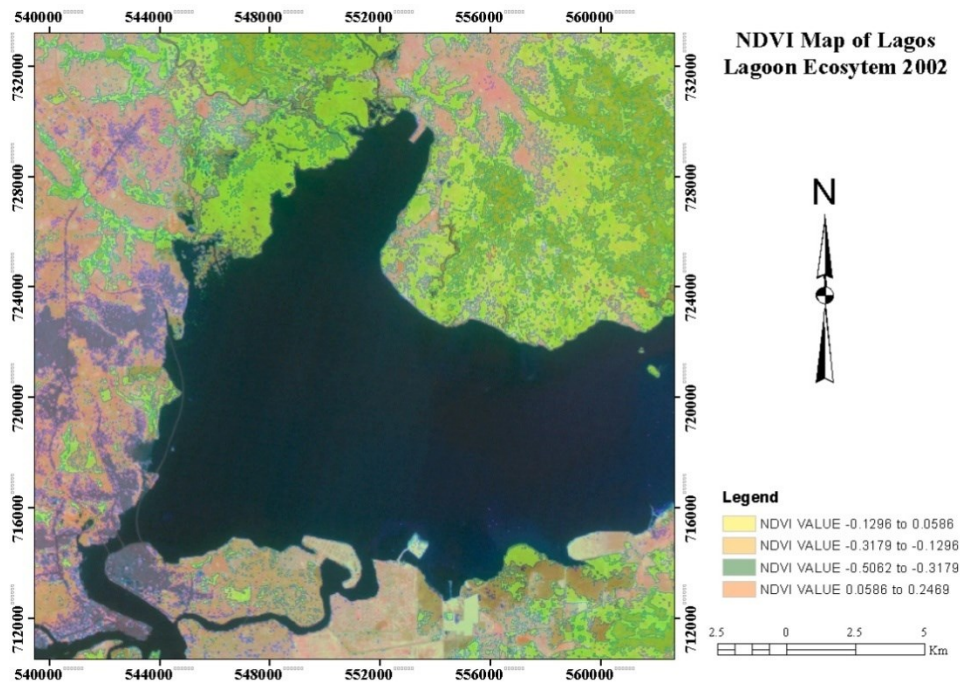 540000 544000 548000 552000 556000 560000
NDVI Map of Lagos
Lagoon Ecosytem 2002
732000 732000
728000 728000
724000 724000
720000 720000
716000 716000
712000 712000
N
Legend
NDVI VALUE -0.1296 to 0.0586
NDVI VALUE -0.3179 to -0.1296
NDVI VALUE -0.5062 to -0.3179
NDVI VALUE 0.0586 to 0.2469
2.5 0 2.5 5
Km
540000 544000 548000 552000 556000 560000